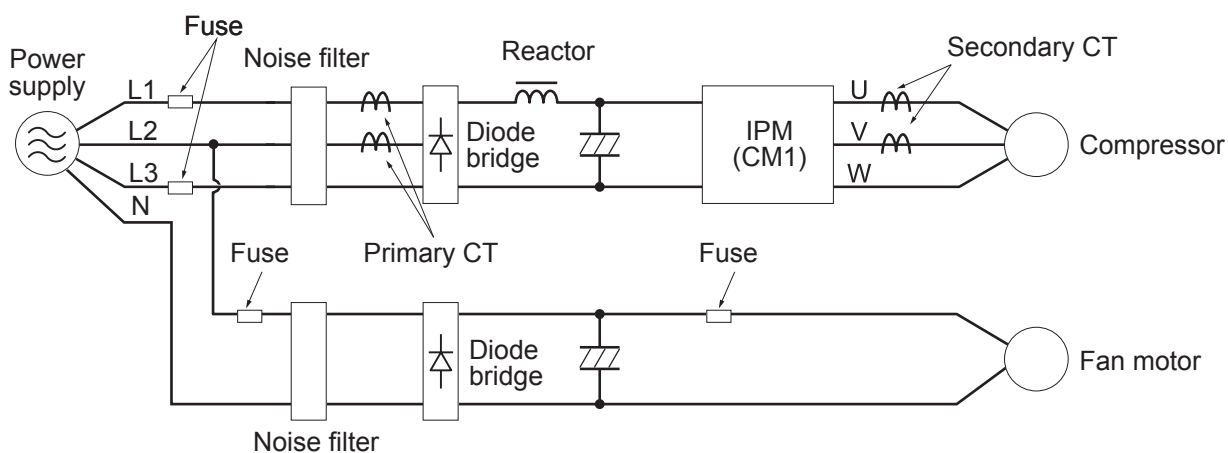 Fuse
Power
supply
Noise filter
Reactor
Secondary CT
L1
L2
L3
N
Diode
bridge
IPM
(CM1)
U
V
W
Compressor
Primary CT
Fuse
Fuse
Diode
bridge
Fan motor
Noise filter